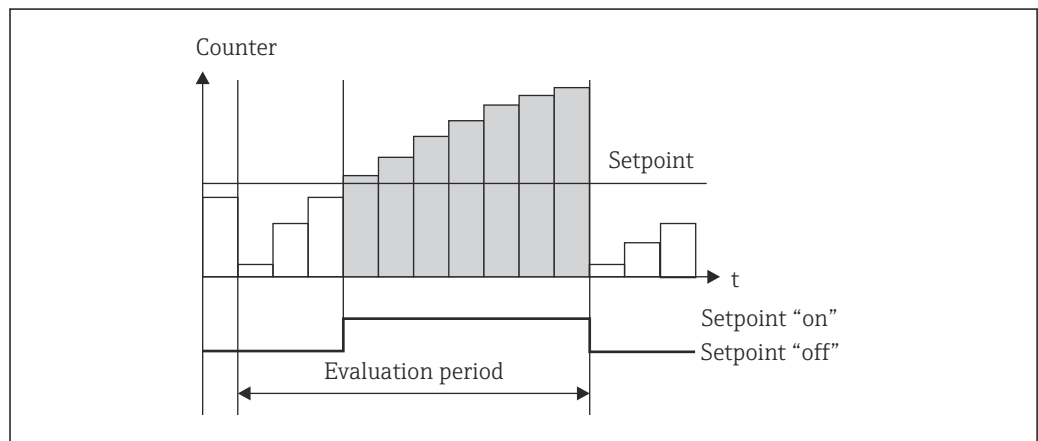 Counter
Setpoint
t
Setpoint “on”
Setpoint “off”
Evaluation period